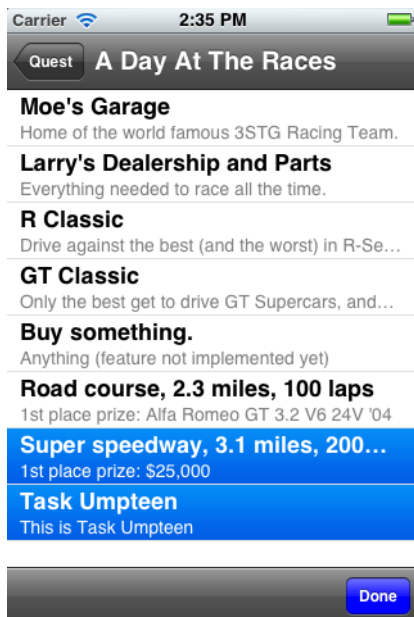 Carrier 2:35 PM
Quest A Day At The Races
Moe's Garage
Home of the world famous 3STG Racing Team.
Larry's Dealership and Parts
Everything needed to race all the time.
R Classic
Drive against the best (and the worst) in R-Se...
GT Classic
Only the best get to drive GT Supercars, and...
Buy something.
Anything (feature not implemented yet)
Road course, 2.3 miles, 100 laps
1st place prize: Alfa Romeo GT 3.2 V6 24V '04
Super speedway, 3.1 miles, 200...
1st place prize: $25,000
Task Umpteen
This is Task Umpteen
Done